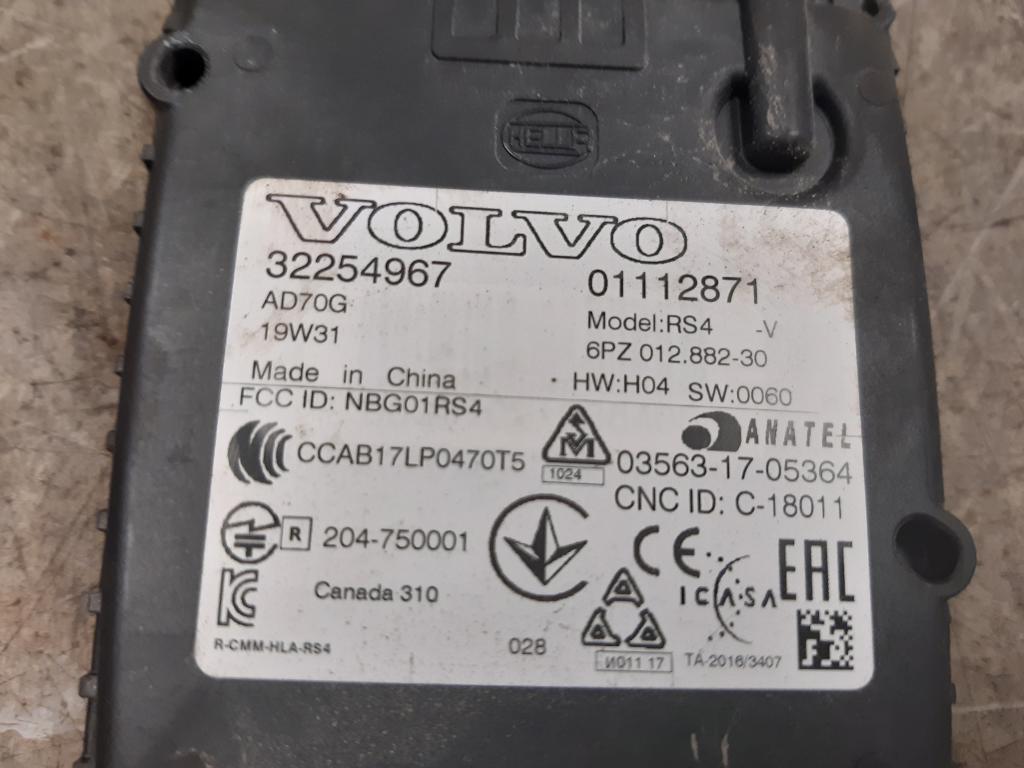 HELLA
VOLVO
32254967 01112871
AD70G Model:RS4 -V
19W31 6PZ 012.882-30
Made in China HW:H04 SW:0060
FCC ID: NBG01RS4
ANATEL
CCAB17LP0470T5 03563-17-05364
1024
CNC ID: C-18011
R 204-750001
CE
EAC
ICASA
Canada 310
R-CMM-HLA-RS4
028
И011 17
TA-2016/3407